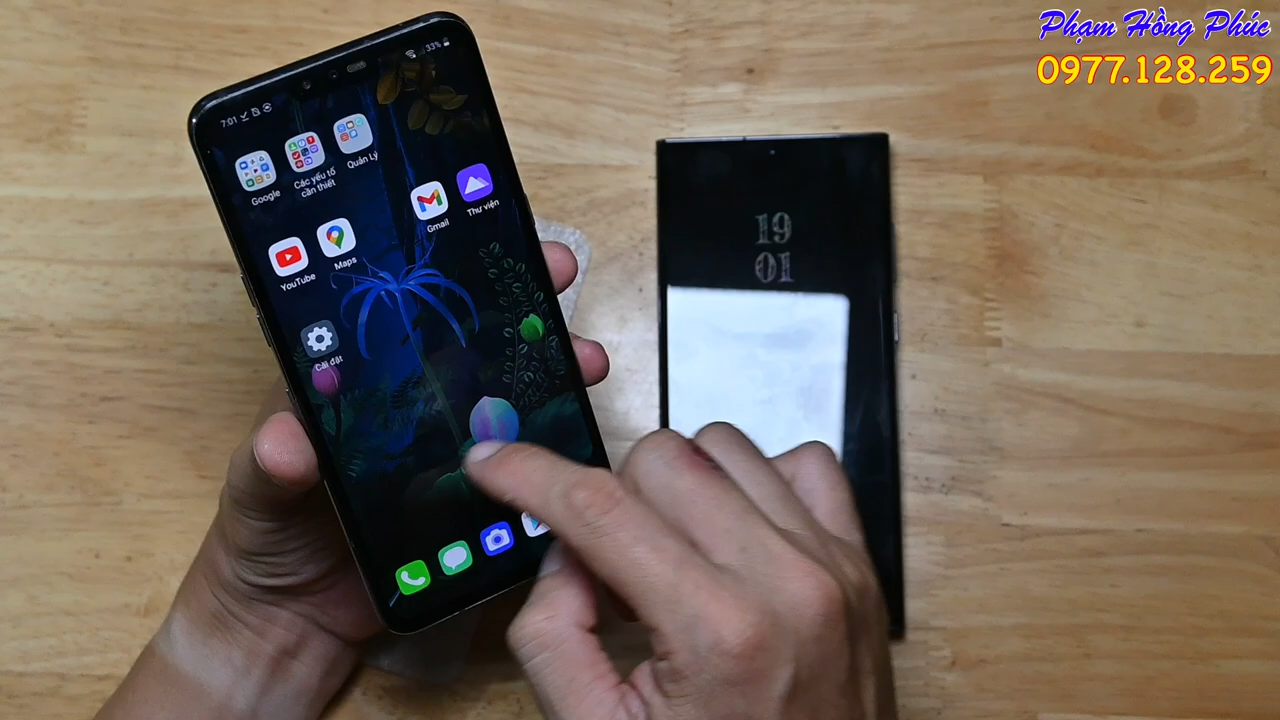 Phạm Hồng Phúc
0977.128.259
7:01
33%
Google
Các yếu tố
cần thiết
Quản Lý
YouTube
Maps
Gmail
Thư viện
Cài đặt
19
01